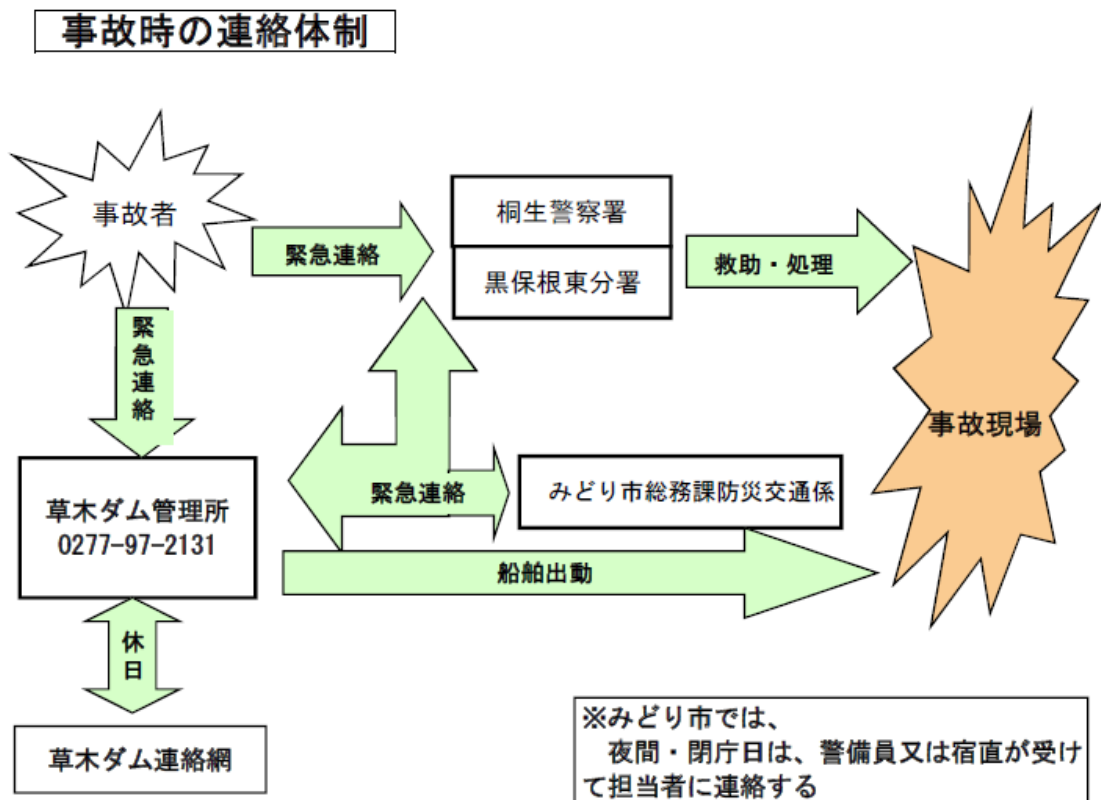 事故時の連絡体制
事故者
緊急連絡
桐生警察署
黒保根東分署
救助・処理
事故現場
緊急連絡
草木ダム管理所
0277-97-2131
緊急連絡
みどり市総務課防災交通係
船舶出動
休日
草木ダム連絡網
※みどり市では、
夜間・閉庁日は、警備員又は宿直が受け
て担当者に連絡する